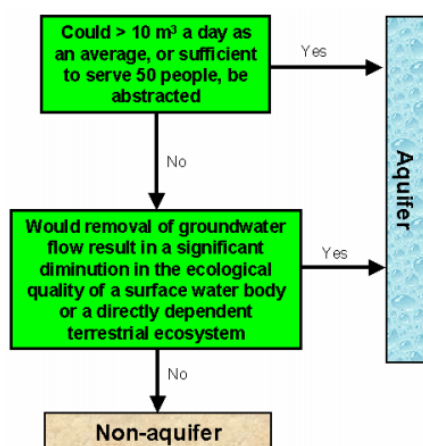 Could > 10 m³ a day as
an average, or sufficient
to serve 50 people, be
abstracted
Yes
No
Aquifer
Would removal of groundwater
flow result in a significant
diminution in the ecological
quality of a surface water body
or a directly dependent
terrestrial ecosystem
Yes
No
Non-aquifer